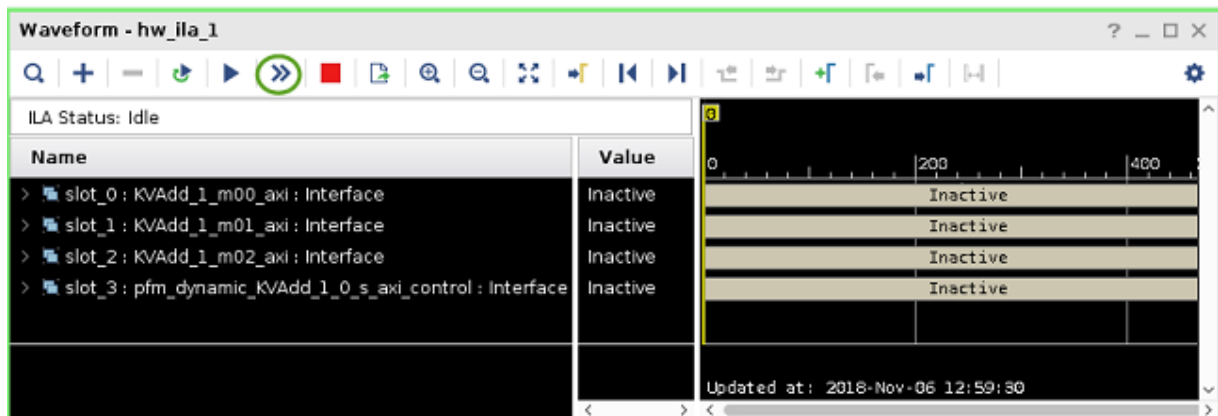 Waveform - hw_ila_1
ILA Status: Idle
Name Value
0 200 400
0
slot_0 : KVAdd_1_m00_axi : Interface Inactive Inactive
slot_1 : KVAdd_1_m01_axi : Interface Inactive Inactive
slot_2 : KVAdd_1_m02_axi : Interface Inactive Inactive
slot_3 : pfm_dynamic_KVAdd_1_0_s_axi_control : Interface Inactive Inactive
Updated at: 2018-Nov-06 12:59:30